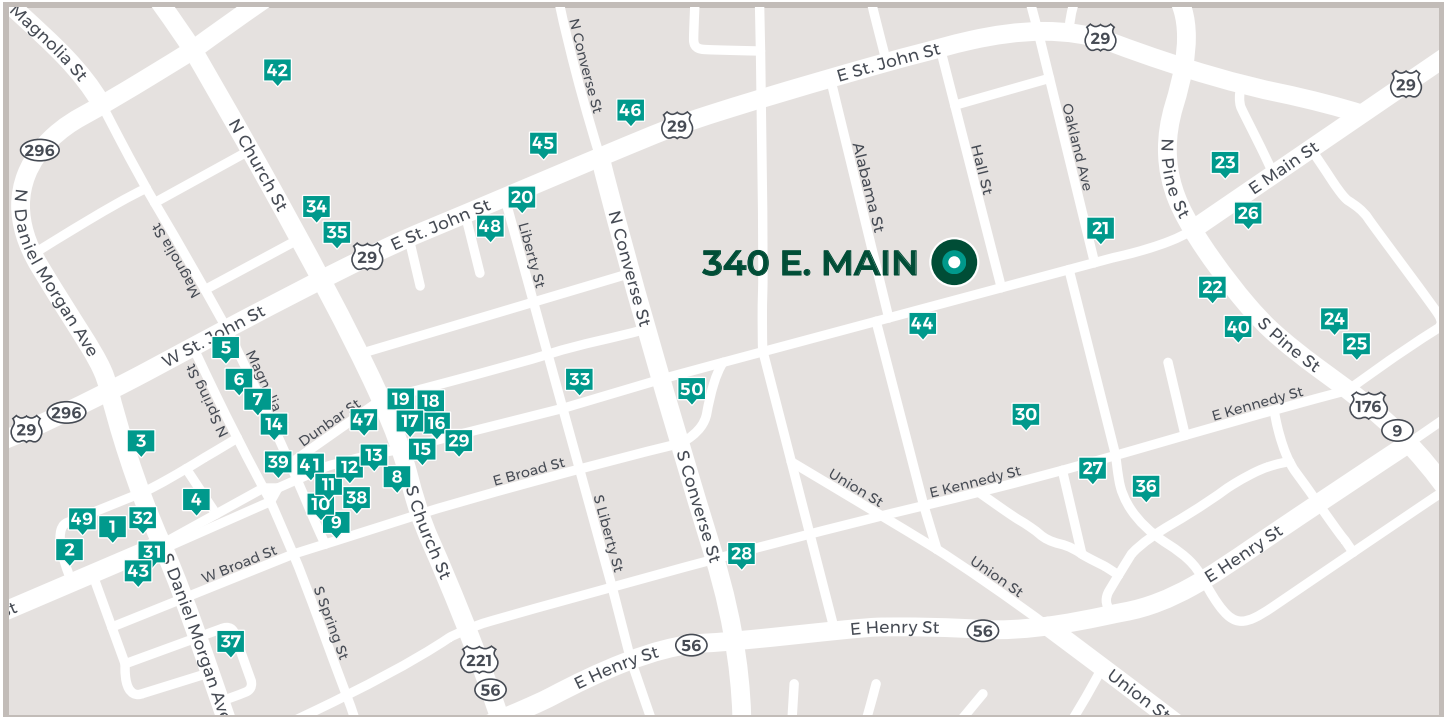 Magnolia St
42
N Converse St
E St. John St
29
29
46
29
296
N Church St
45
Oakland Ave
N Pine St
23
E Main St
Alabama St
Hall St
N Daniel Morgan Ave
34
35
20
48
E St. John St
29
Liberty St
N Converse St
26
21
Magnolia St
340 E. MAIN
22
W St. John St
5
44
40
24
25
S Pine St
6
7
Magnolia
N Spring St
14
33
50
19
18
47
17
16
Dunbar St
29
296
3
30
E Kennedy St
176
9
39
41
12
13
15
29
8
11
10
38
9
E Broad St
27
36
Union St
E Kennedy St
4
49
1
32
2
31
43
S Church St
S Liberty St
S Converse St
28
W Broad St
S Daniel Morgan Ave
S Spring St
Union St
E Henry St
37
E Henry St
56
56
221
56
E Henry St
Union St
st